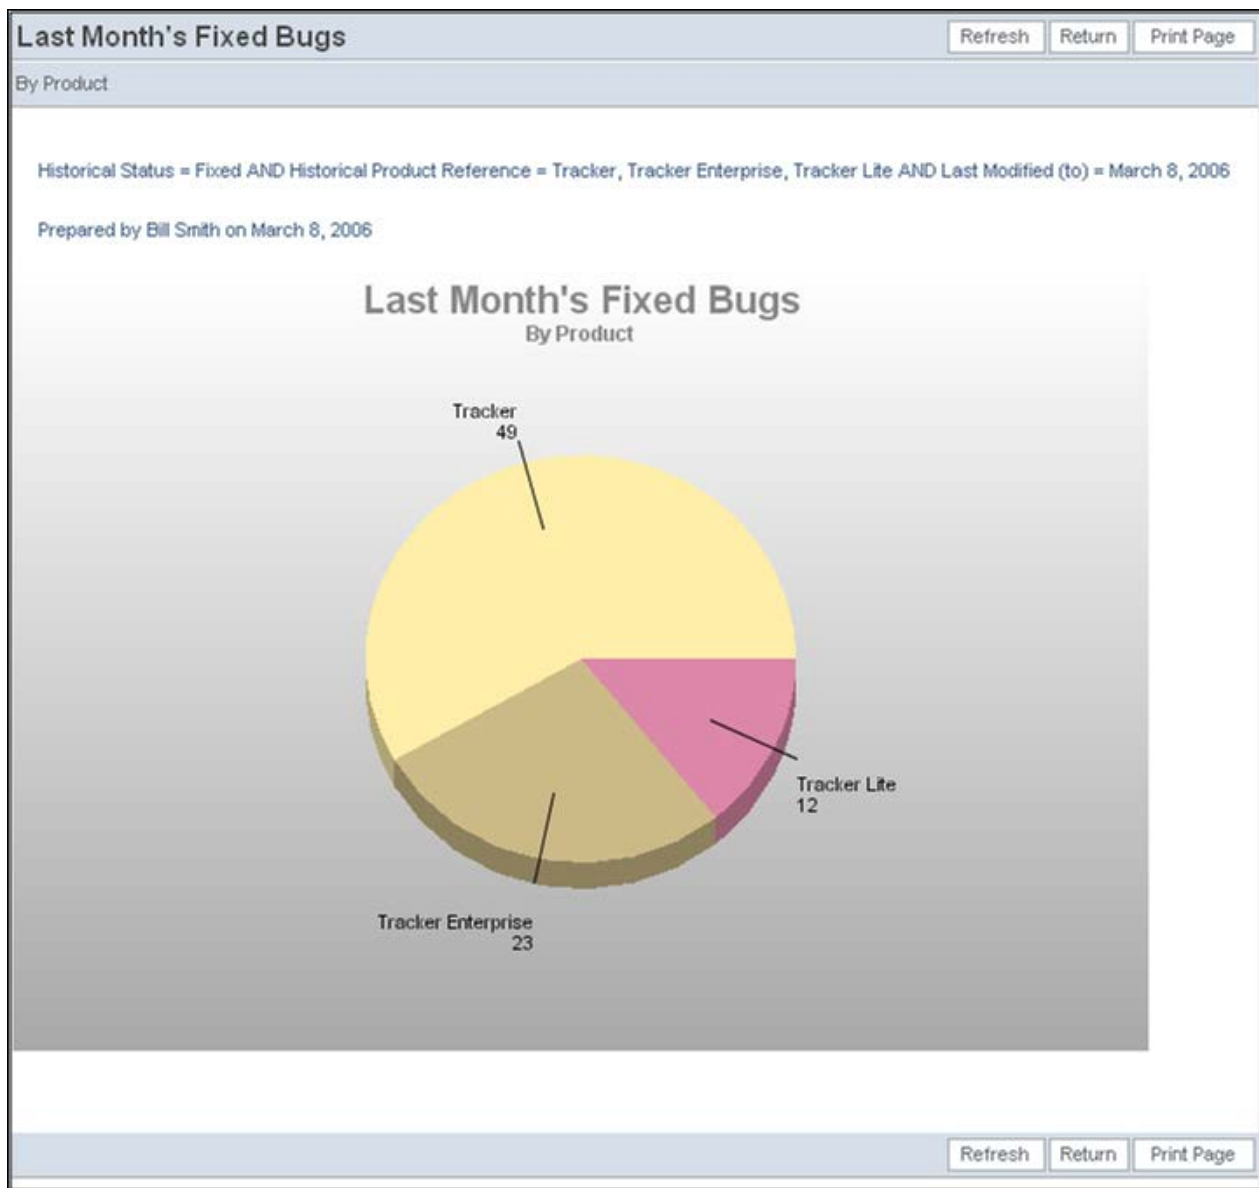 Last Month's Fixed Bugs
Refresh Return Print Page
By Product
Historical Status = Fixed AND Historical Product Reference = Tracker, Tracker Enterprise, Tracker Lite AND Last Modified (to) = March 8, 2006
Prepared by Bill Smith on March 8, 2006
Last Month's Fixed Bugs
By Product
Tracker
49
Tracker Lite
12
Tracker Enterprise
23
Refresh Return Print Page